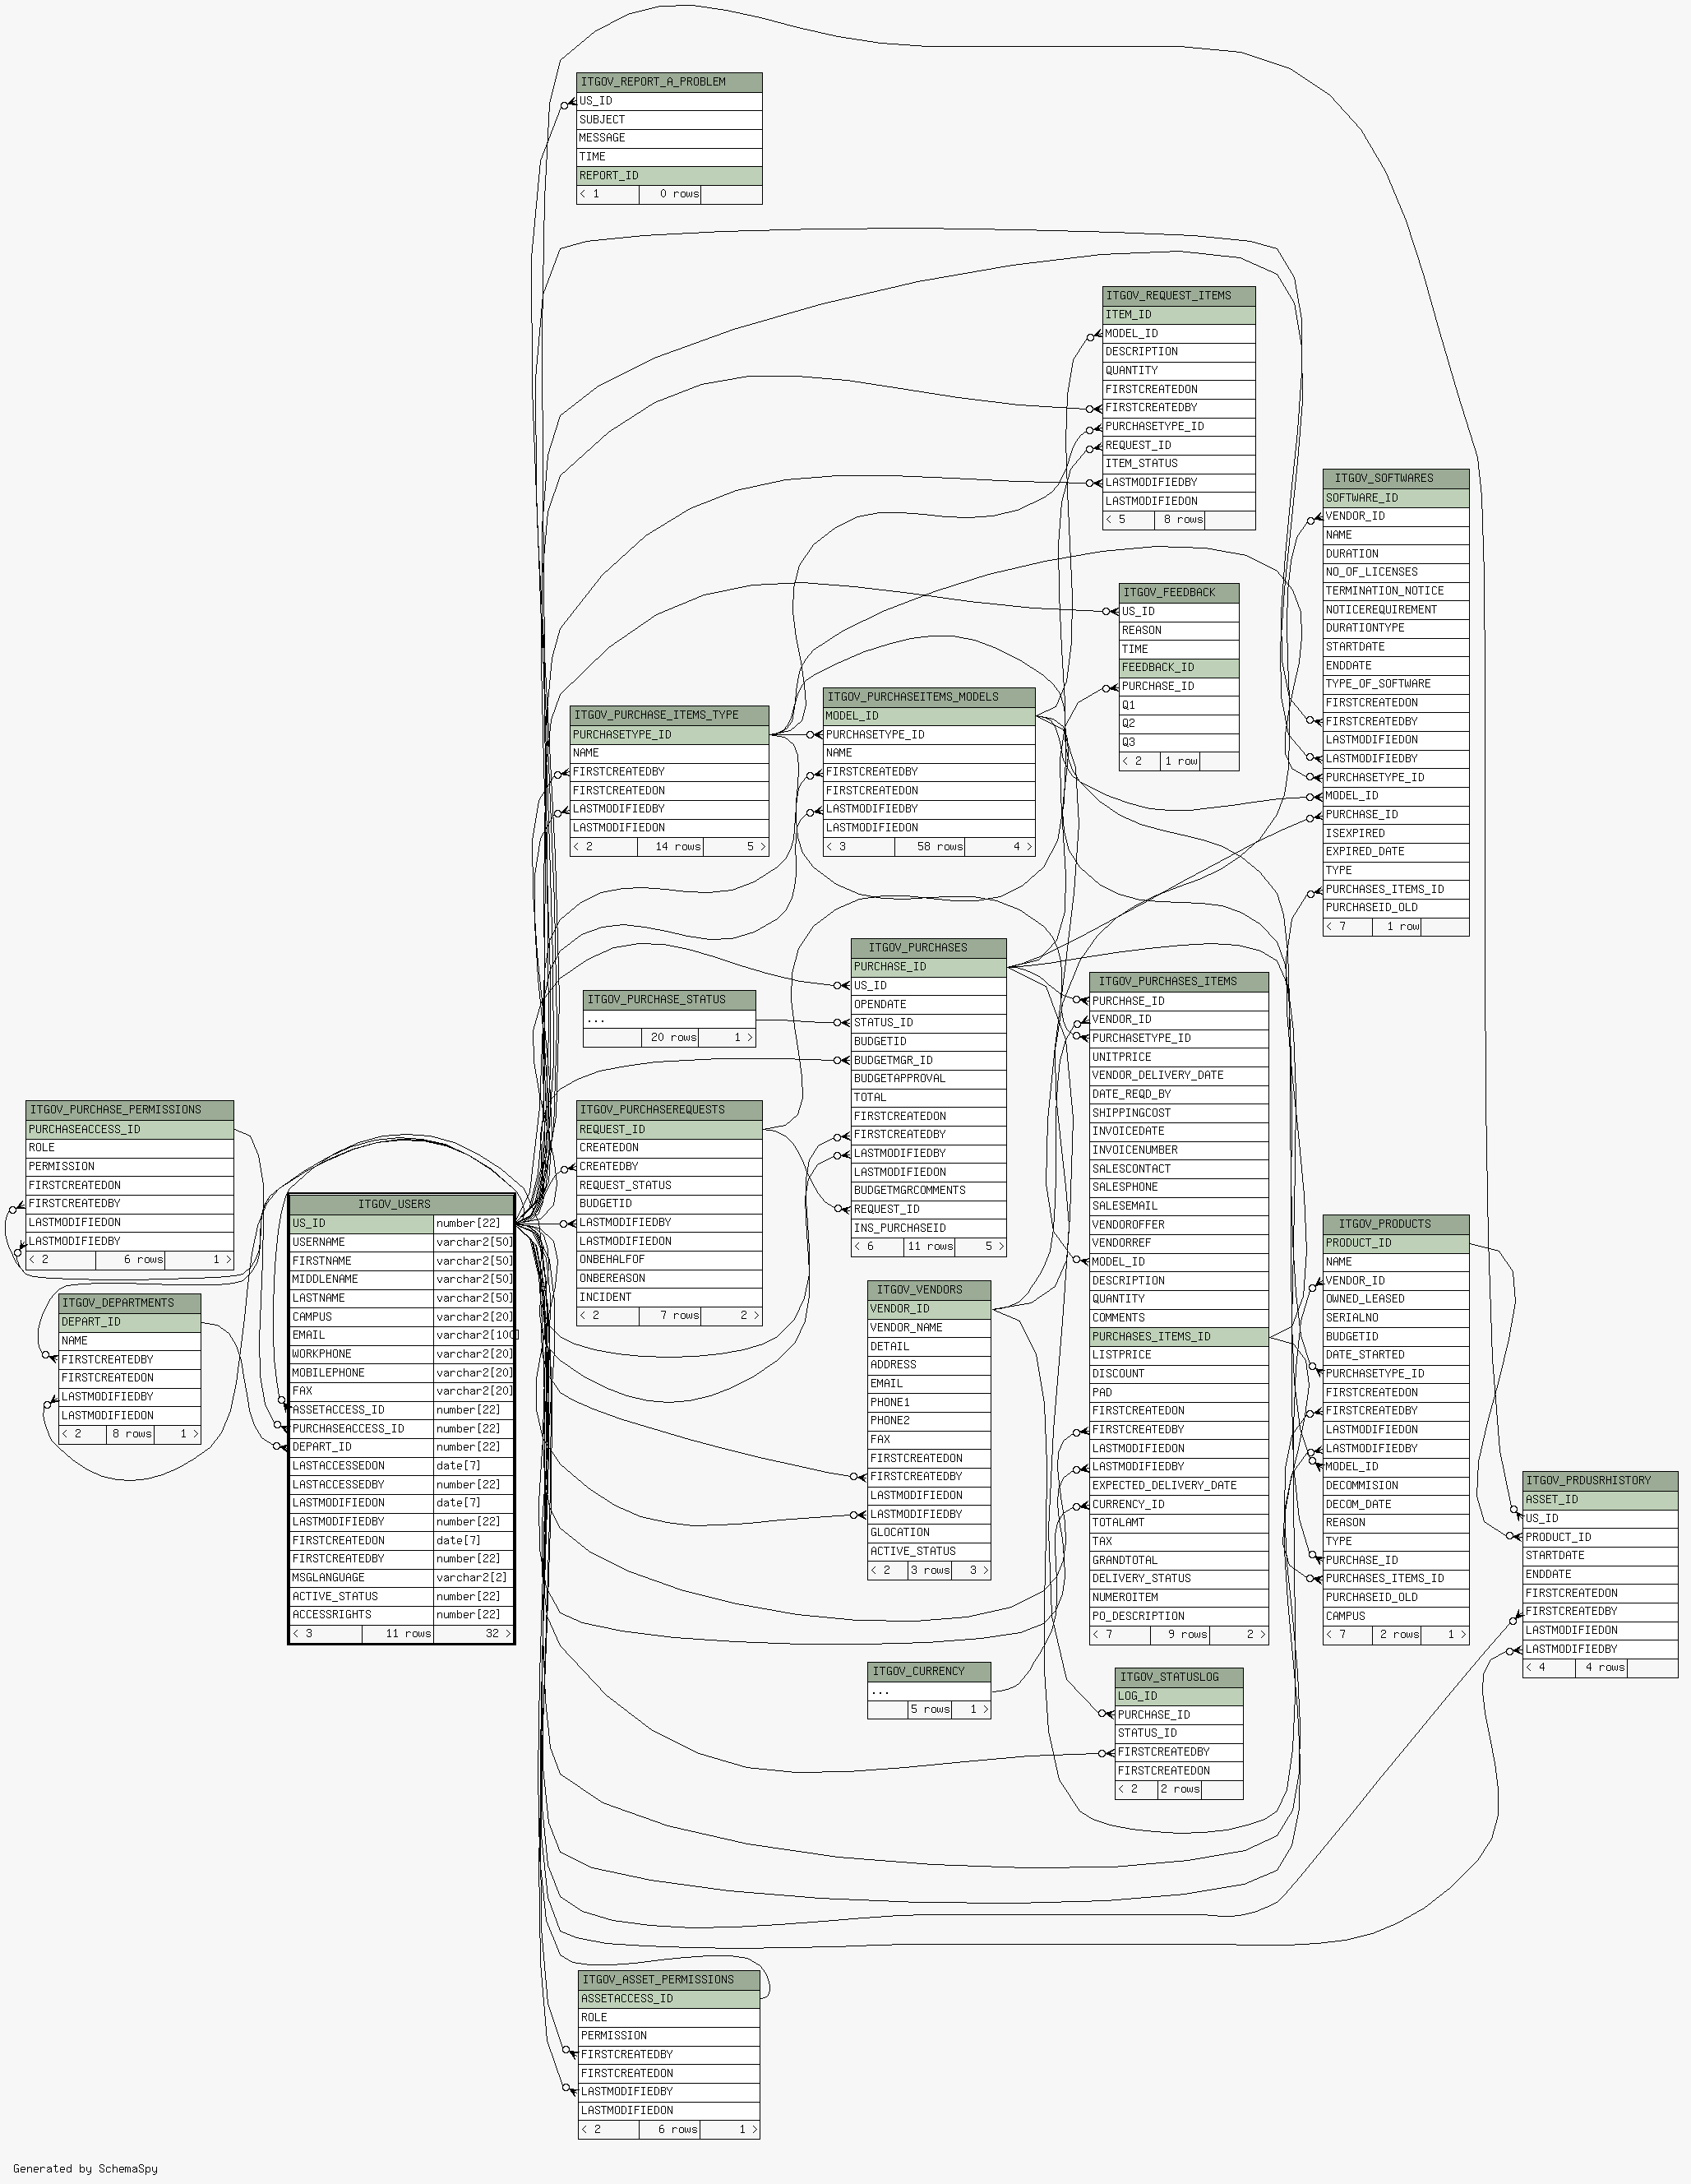 ITGOV_REPORT_A_PROBLEM
US_ID
SUBJECT
MESSAGE
TIME
REPORT_ID
< 1 0 rows
ITGOV_REQUEST_ITEMS
ITEM_ID
MODEL_ID
DESCRIPTION
QUANTITY
FIRSTCREATEDON
FIRSTCREATEDBY
PURCHASETYPE_ID
REQUEST_ID
ITEM_STATUS
LASTMODIFIEDBY
LASTMODIFIEDON
< 5 8 rows
ITGOV_SOFTWARES
SOFTWARE_ID
VENDOR_ID
NAME
DURATION
NO_OF_LICENSES
TERMINATION_NOTICE
NOTICEREQUIREMENT
DURATIONTYPE
STARTDATE
ENDDATE
TYPE_OF_SOFTWARE
FIRSTCREATEDON
FIRSTCREATEDBY
LASTMODIFIEDON
LASTMODIFIEDBY
PURCHASETYPE_ID
MODEL_ID
PURCHASE_ID
ISEXPIRED
EXPIRED_DATE
TYPE
PURCHASES_ITEMS_ID
PURCHASEID_OLD
< 7 1 row
ITGOV_FEEDBACK
US_ID
REASON
TIME
FEEDBACK_ID
PURCHASE_ID
Q1
Q2
Q3
< 2 1 row
ITGOV_PURCHASE_ITEMS_TYPE
PURCHASETYPE_ID
NAME
FIRSTCREATEDBY
FIRSTCREATEDON
LASTMODIFIEDBY
LASTMODIFIEDON
< 2 14 rows 5 >
ITGOV_PURCHASEITEMS_MODELS
MODEL_ID
PURCHASETYPE_ID
NAME
FIRSTCREATEDBY
FIRSTCREATEDON
LASTMODIFIEDBY
LASTMODIFIEDON
< 3 58 rows 4 >
ITGOV_PURCHASES
PURCHASE_ID
US_ID
OPENDATE
STATUS_ID
BUDGETID
BUDGETMGR_ID
BUDGETAPPROVAL
TOTAL
FIRSTCREATEDON
FIRSTCREATEDBY
LASTMODIFIEDBY
LASTMODIFIEDON
BUDGETMGRCOMMENTS
REQUEST_ID
INS_PURCHASEID
< 6 11 rows 5 >
ITGOV_PURCHASE_STATUS
...
20 rows 1 >
ITGOV_PURCHASES_ITEMS
PURCHASE_ID
VENDOR_ID
PURCHASETYPE_ID
UNITPRICE
VENDOR_DELIVERY_DATE
DATE_REQD_BY
SHIPPINGCOST
INVOICEDATE
INVOICENUMBER
SALESCONTACT
SALESPHONE
SALESEMAIL
VENDOROFFER
VENDORREF
MODEL_ID
DESCRIPTION
QUANTITY
COMMENTS
PURCHASES_ITEMS_ID
LISTPRICE
DISCOUNT
PAD
FIRSTCREATEDON
FIRSTCREATEDBY
LASTMODIFIEDON
LASTMODIFIEDBY
EXPECTED_DELIVERY_DATE
CURRENCY_ID
TOTALAMT
TAX
GRANDTOTAL
DELIVERY_STATUS
NUMEROITEM
PO_DESCRIPTION
< 7 9 rows 2 >
ITGOV_PURCHASE_PERMISSIONS
PURCHASEACCESS_ID
ROLE
PERMISSION
FIRSTCREATEDON
FIRSTCREATEDBY
LASTMODIFIEDON
LASTMODIFIEDBY
< 2 6 rows 1 >
ITGOV_PURCHASEREQUESTS
REQUEST_ID
CREATEDON
CREATEDBY
REQUEST_STATUS
BUDGETID
LASTMODIFIEDBY
LASTMODIFIEDON
ONBEHALFOF
ONBEREASON
INCIDENT
< 2 7 rows 2 >
ITGOV_USERS
US_ID number[22]
USERNAME varchar2[50]
FIRSTNAME varchar2[50]
MIDDLENAME varchar2[50]
LASTNAME varchar2[50]
CAMPUS varchar2[20]
EMAIL varchar2[100]
WORKPHONE varchar2[20]
MOBILEPHONE varchar2[20]
FAX varchar2[20]
ASSETACCESS_ID number[22]
PURCHASEACCESS_ID number[22]
DEPART_ID number[22]
LASTACCESSEDON date[7]
LASTACCESSEDBY number[22]
LASTMODIFIEDON date[7]
LASTMODIFIEDBY number[22]
FIRSTCREATEDON date[7]
FIRSTCREATEDBY number[22]
MSGLANGUAGE varchar2[2]
ACTIVE_STATUS number[22]
ACCESSRIGHTS number[22]
< 3 11 rows 32 >
ITGOV_DEPARTMENTS
DEPART_ID
NAME
FIRSTCREATEDBY
FIRSTCREATEDON
LASTMODIFIEDBY
LASTMODIFIEDON
< 2 8 rows 1 >
ITGOV_VENDORS
VENDOR_ID
VENDOR_NAME
DETAIL
ADDRESS
EMAIL
PHONE1
PHONE2
FAX
FIRSTCREATEDON
FIRSTCREATEDBY
LASTMODIFIEDON
LASTMODIFIEDBY
GLOCATION
ACTIVE_STATUS
< 2 3 rows 3 >
ITGOV_PRODUCTS
PRODUCT_ID
NAME
VENDOR_ID
OWNED_LEASED
SERIALNO
BUDGETID
DATE_STARTED
PURCHASETYPE_ID
FIRSTCREATEDON
FIRSTCREATEDBY
LASTMODIFIEDON
LASTMODIFIEDBY
MODEL_ID
DECOMMISION
DECOM_DATE
REASON
TYPE
PURCHASE_ID
PURCHASES_ITEMS_ID
PURCHASEID_OLD
CAMPUS
< 7 2 rows 1 >
ITGOV_PRDUSRHISTORY
ASSET_ID
US_ID
PRODUCT_ID
STARTDATE
ENDDATE
FIRSTCREATEDON
FIRSTCREATEDBY
LASTMODIFIEDON
LASTMODIFIEDBY
< 4 4 rows
ITGOV_CURRENCY
...
5 rows 1 >
ITGOV_STATUSLOG
LOG_ID
PURCHASE_ID
STATUS_ID
FIRSTCREATEDBY
FIRSTCREATEDON
< 2 2 rows
ITGOV_ASSET_PERMISSIONS
ASSETACCESS_ID
ROLE
PERMISSION
FIRSTCREATEDBY
FIRSTCREATEDON
LASTMODIFIEDBY
LASTMODIFIEDON
< 2 6 rows 1 >
Generated by SchemaSpy